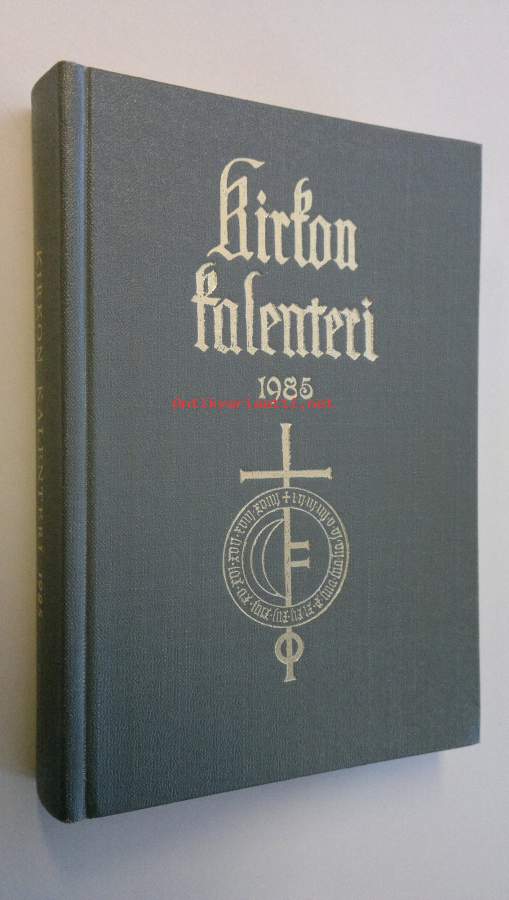 Kirkon
kalenteri
1985
Antikvariaatti.net
KIRKON KALENTERI 1985